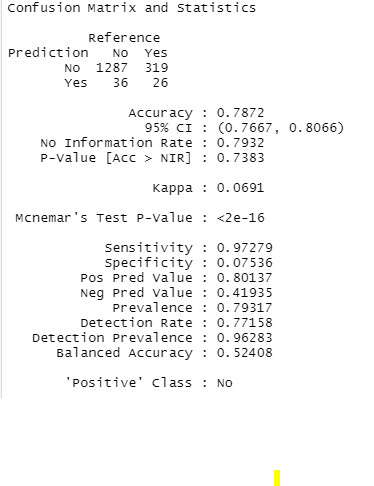 Confusion Matrix and Statistics
Reference
Prediction No Yes
No 1287 319
Yes 36 26
Accuracy : 0.7872
95% CI : (0.7667, 0.8066)
No Information Rate : 0.7932
P-Value [Acc > NIR] : 0.7383
Kappa : 0.0691
Mcnemar's Test P-Value : <2e-16
Sensitivity : 0.97279
Specificity : 0.07536
Pos Pred Value : 0.80137
Neg Pred Value : 0.41935
Prevalence : 0.79317
Detection Rate : 0.77158
Detection Prevalence : 0.96283
Balanced Accuracy : 0.52408
'Positive' Class : No